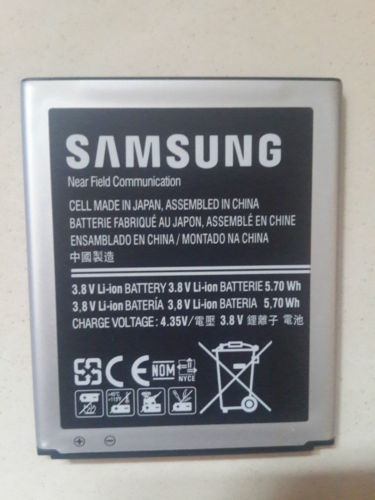 SAMSUNG
Near Field Communication
CELL MADE IN JAPAN, ASSEMBLED IN CHINA
BATTERIE FABRIQUÉ AU JAPON, ASSEMBLÉ EN CHINE
ENSAMBLADO EN CHINA / MONTADO NA CHINA
中國製造
3.8 V Li-ion BATTERY 3.8 V Li-ion BATTERIE 5.70 Wh
3,8 V Li-ion BATERÍA 3,8 V Li-ion BATERIA 5,70 Wh
CHARGE VOLTAGE: 4.35V/電壓 3.8 V 鋰離子 電池
CE NOM NYCE